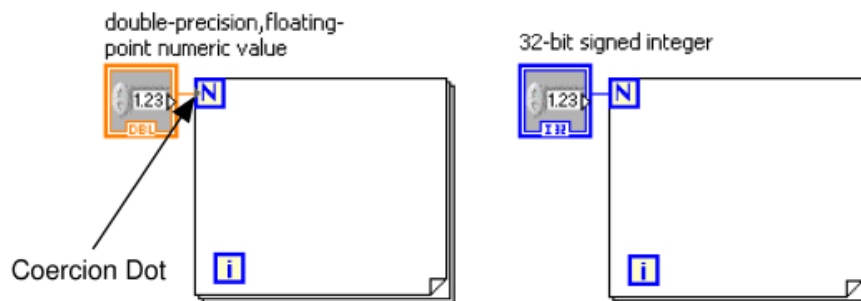 double-precision,floating-
point numeric value
32-bit signed integer
1.23
N
DBL
1.23
N
I32
Coercion Dot
i
i